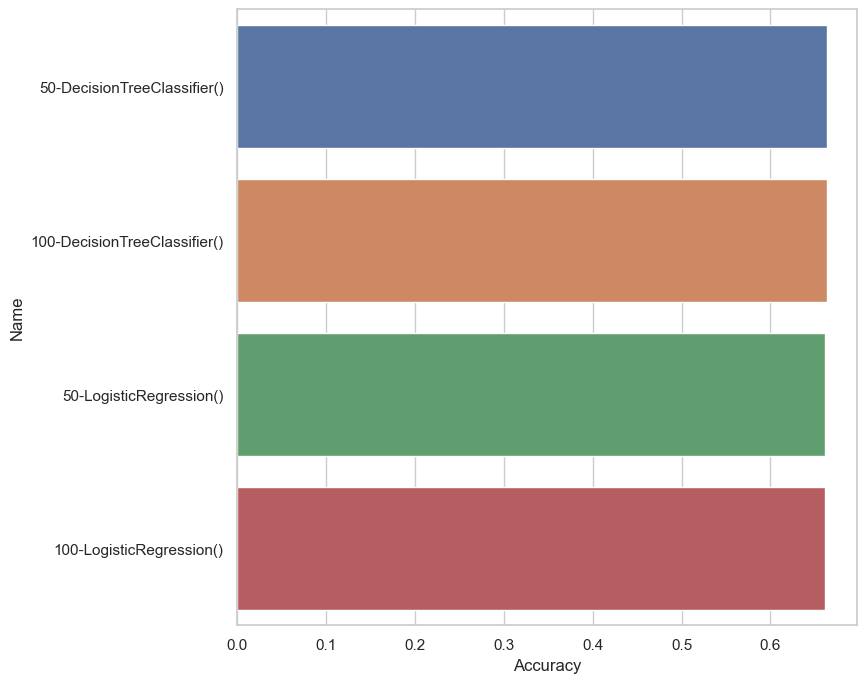 50-DecisionTreeClassifier()
100-DecisionTreeClassifier()
Name
50-LogisticRegression()
100-LogisticRegression()
0.0 0.1 0.2 0.3 0.4 0.5 0.6
Accuracy